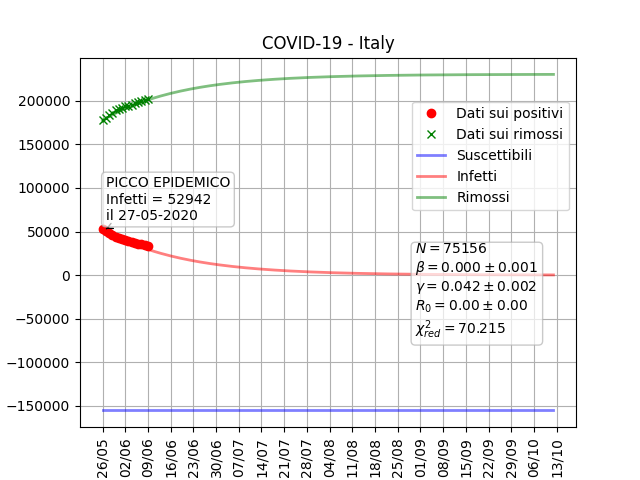 COVID-19 - Italy
200000
150000
100000
50000
0
−50000
−100000
−150000
Dati sui positivi
Dati sui rimossi
Suscettibili
Infetti
Rimossi
PICCO EPIDEMICO
Infetti = 52942
il 27-05-2020
N = 75156
β = 0.000 ± 0.001
γ = 0.042 ± 0.002
R₀ = 0.00 ± 0.00
χ²red = 70.215
26/05
02/06
09/06
16/06
23/06
30/06
07/07
14/07
21/07
28/07
04/08
11/08
18/08
25/08
01/09
08/09
15/09
22/09
29/09
06/10
13/10